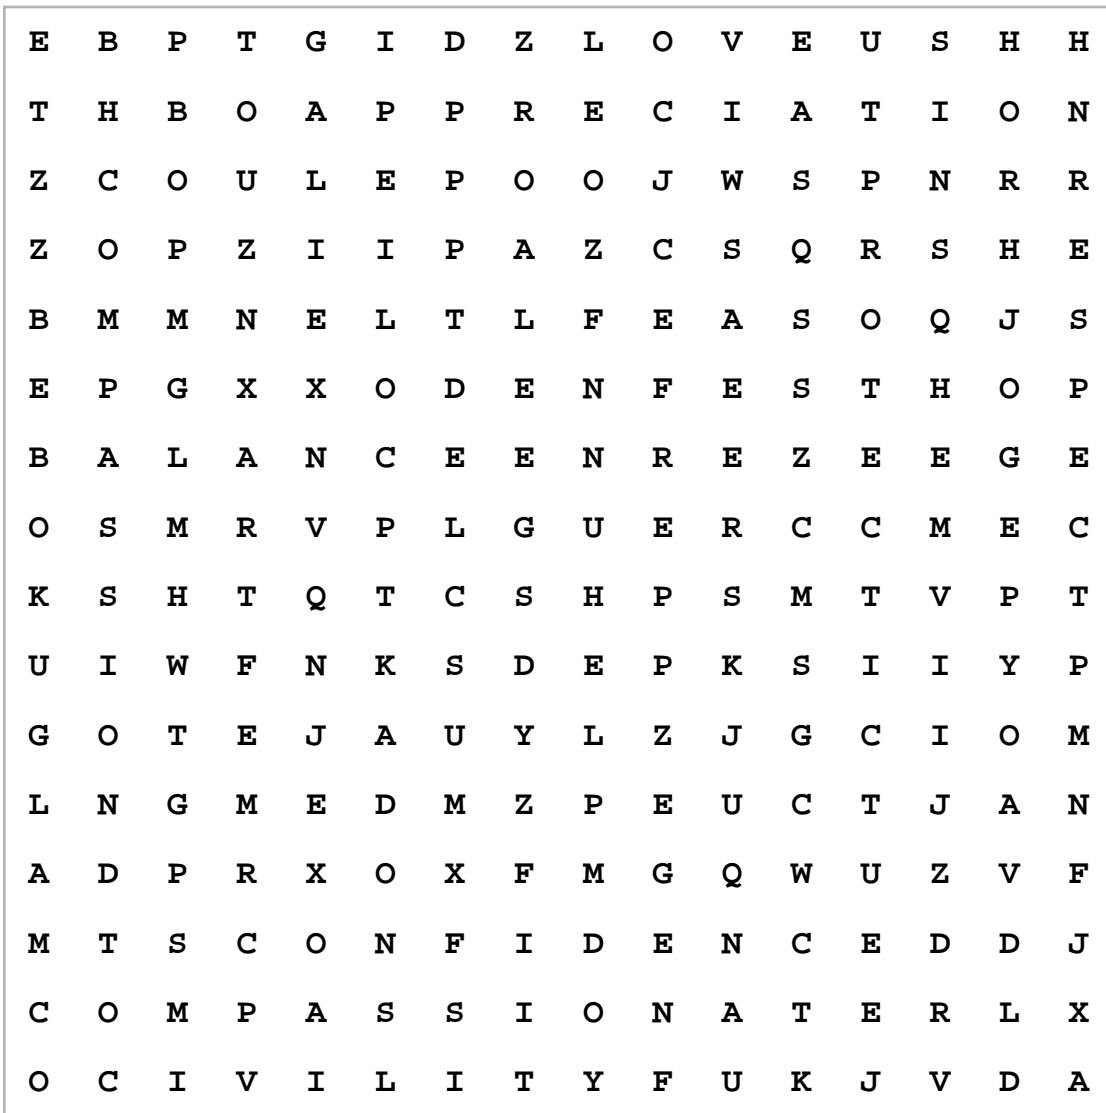 E B P T G I D Z L O V E U S H H
T H B O A P P R E C I A T I O N
Z C O U L E P O O J W S P N R R
Z O P Z I I P A Z C S Q R S H E
B M M N E L T L F E A S O Q J S
E P G X X O D E N F E S T H O P
B A L A N C E E N R E Z E E G E
O S M R V P L G U E R C C M E C
K S H T Q T C S H P S M T V P T
U I W F N K S D E P K S I I Y P
G O T E J A U Y L Z J G C I O M
L N G M E D M Z P E U C T J A N
A D P R X O X F M G Q W U Z V F
M T S C O N F I D E N C E D D J
C O M P A S S I O N A T E R L X
O C I V I L I T Y F U K J V D A